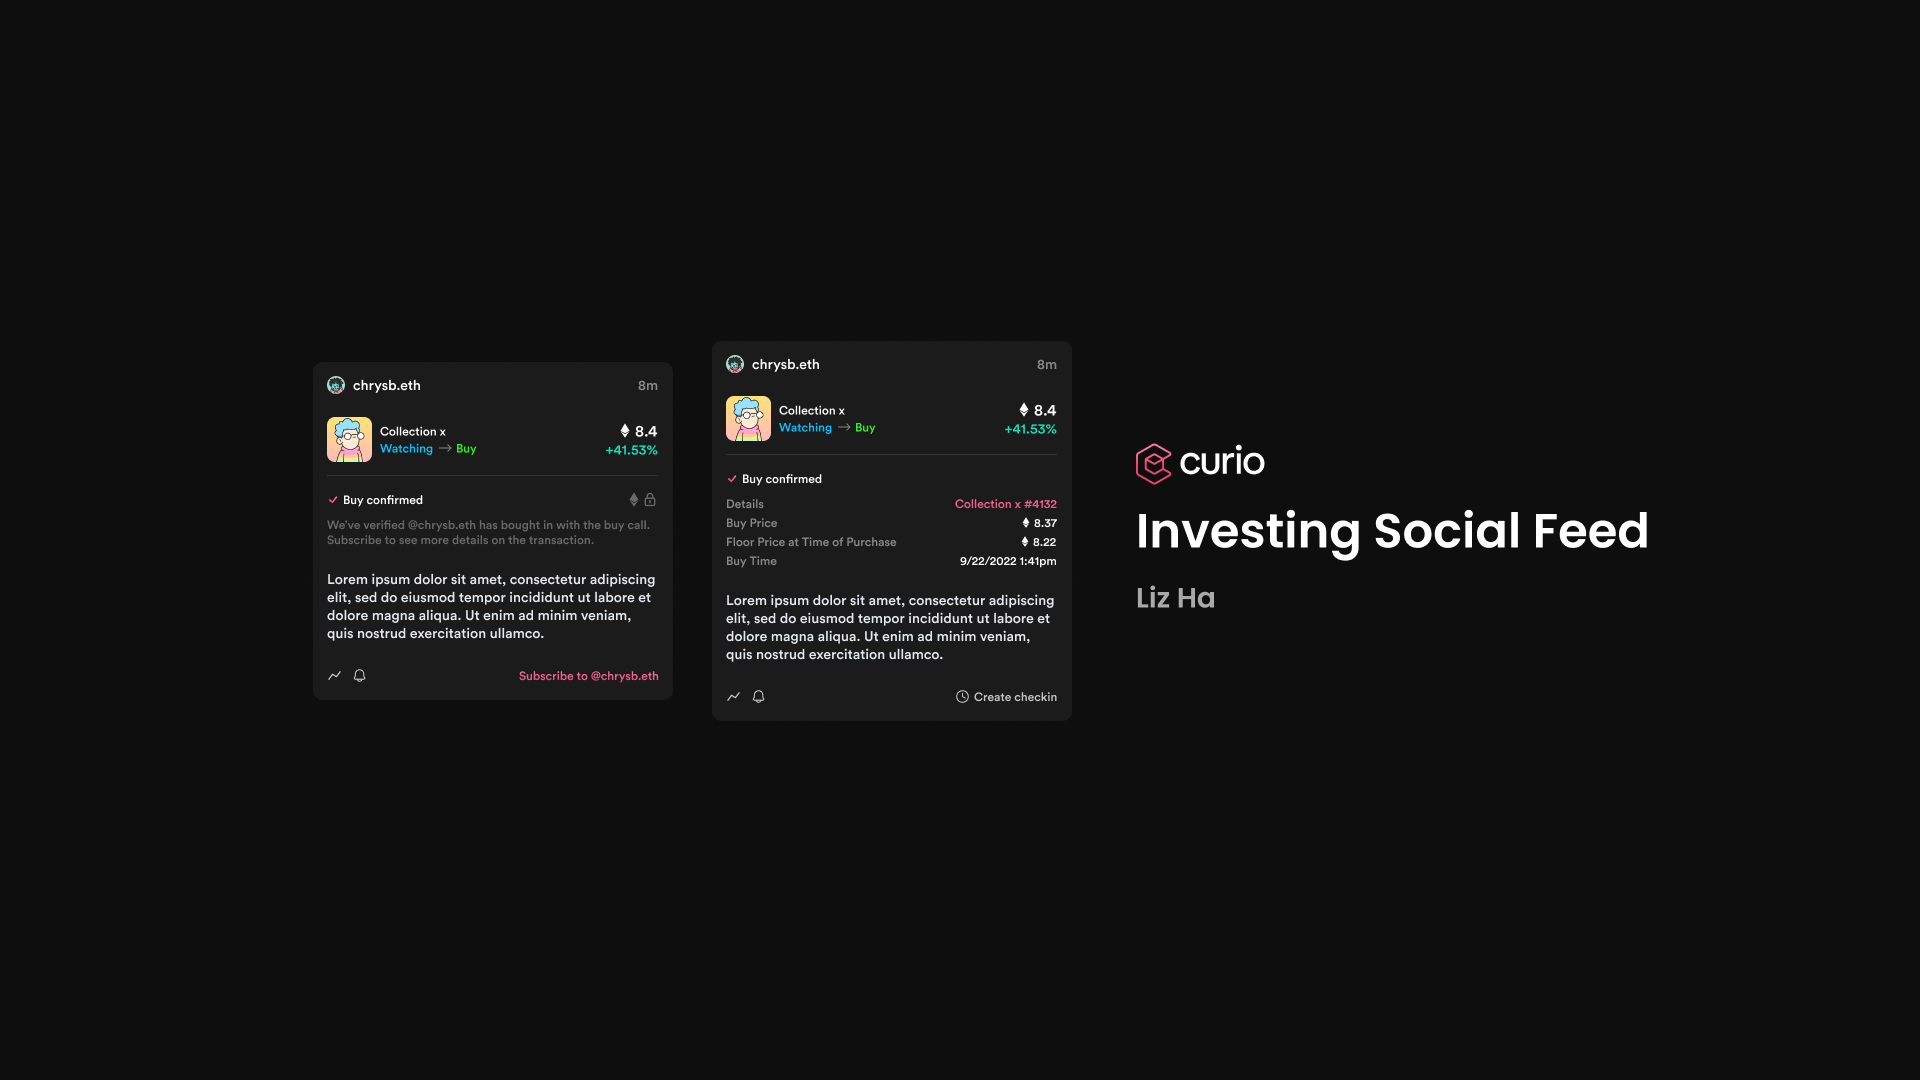 chrysb.eth
8m
Collection x
8.4
Watching → Buy
+41.53%
Buy confirmed
We've verified @chrysb.eth has bought in with the buy call.
Subscribe to see more details on the transaction.
Lorem ipsum dolor sit amet, consectetur adipiscing
elit, sed do eiusmod tempor incididunt ut labore et
dolore magna aliqua. Ut enim ad minim veniam,
quis nostrud exercitation ullamco.
Subscribe to @chrysb.eth
chrysb.eth
8m
Collection x
8.4
Watching → Buy
+41.53%
Buy confirmed
Details Collection x #4132
Buy Price 8.37
Floor Price at Time of Purchase 8.22
Buy Time 9/22/2022 1:41pm
Lorem ipsum dolor sit amet, consectetur adipiscing
elit, sed do eiusmod tempor incididunt ut labore et
dolore magna aliqua. Ut enim ad minim veniam,
quis nostrud exercitation ullamco.
Create checkin
curio
Investing Social Feed
Liz Ha